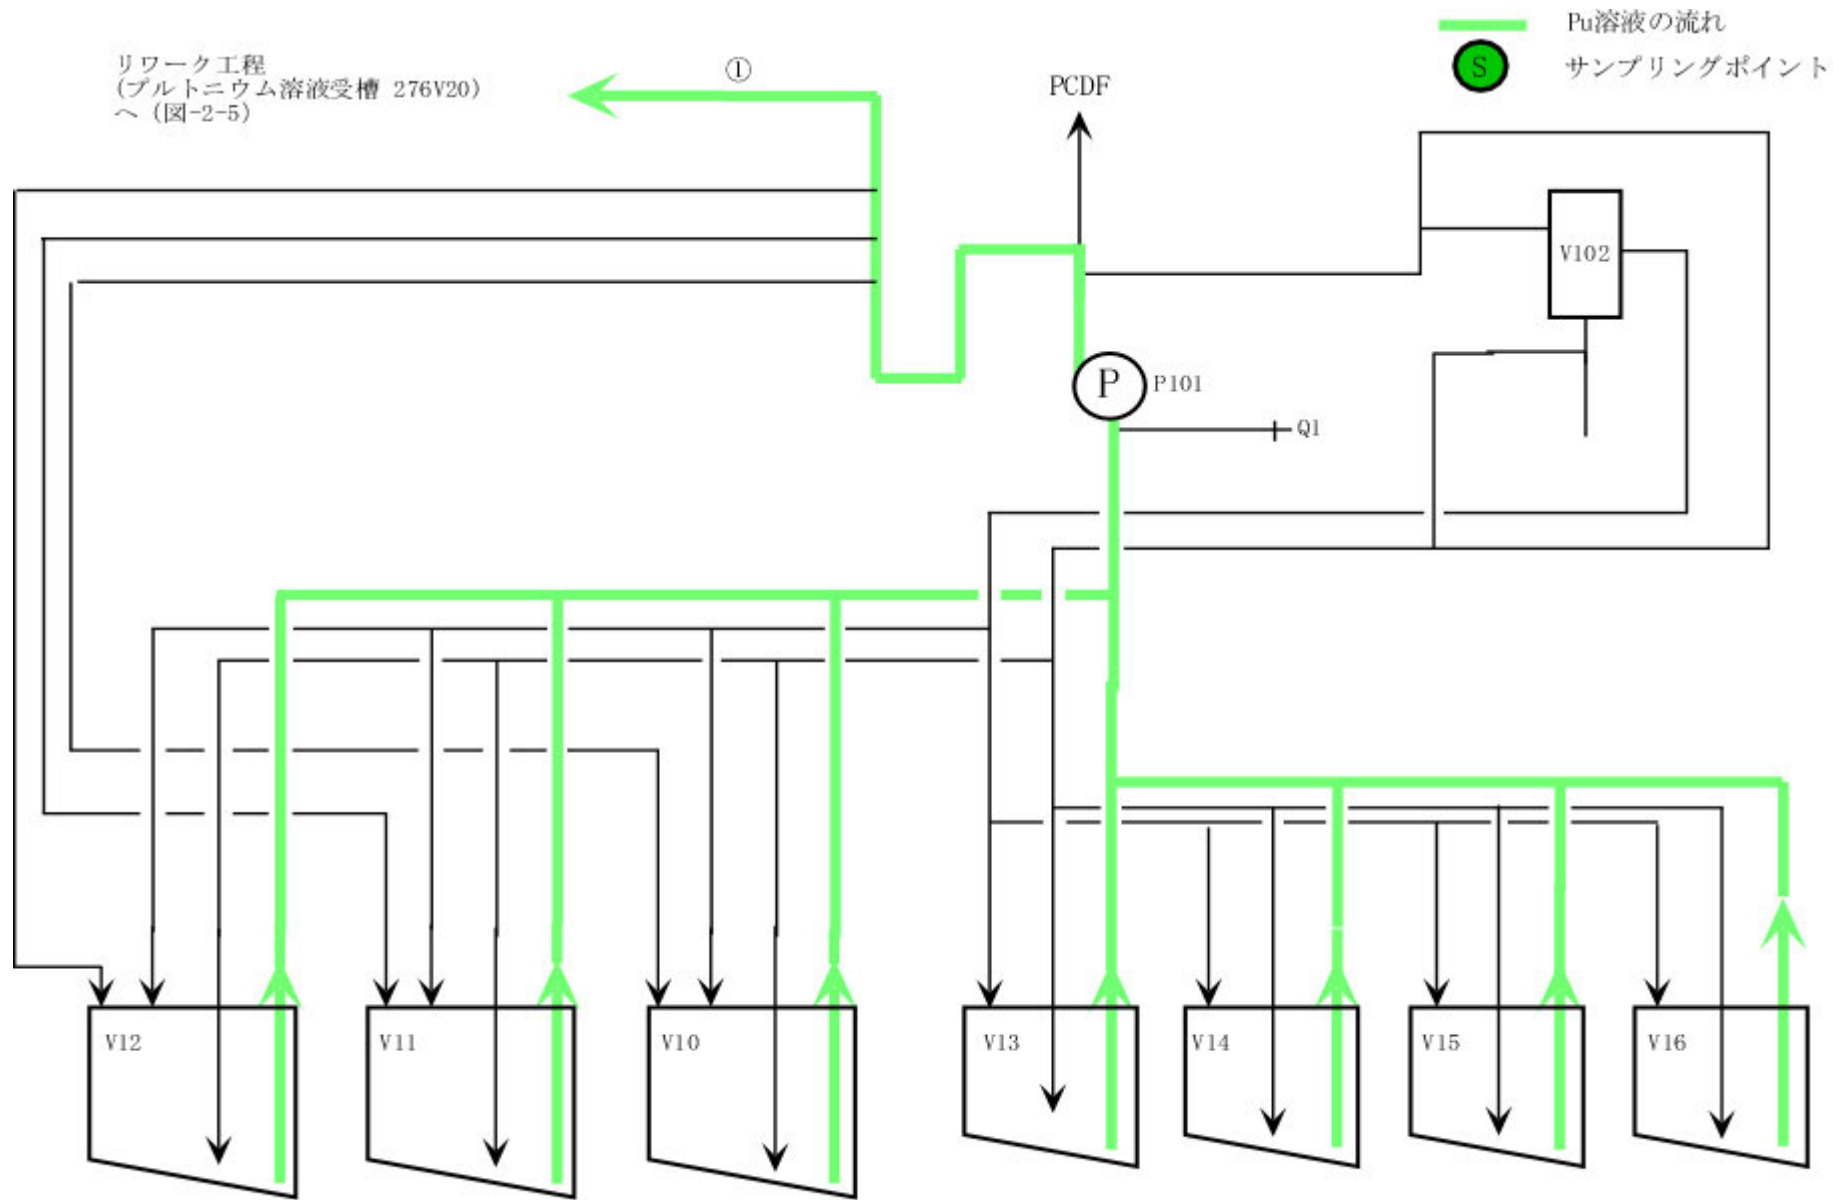 Pu溶液の流れ
S
サンプリングポイント
リワーク工程
(プルトニウム溶液受槽 276V20)
へ (図-2-5)
①
PCDF
V102
P
P101
Q1
V12
V11
V10
V13
V14
V15
V16